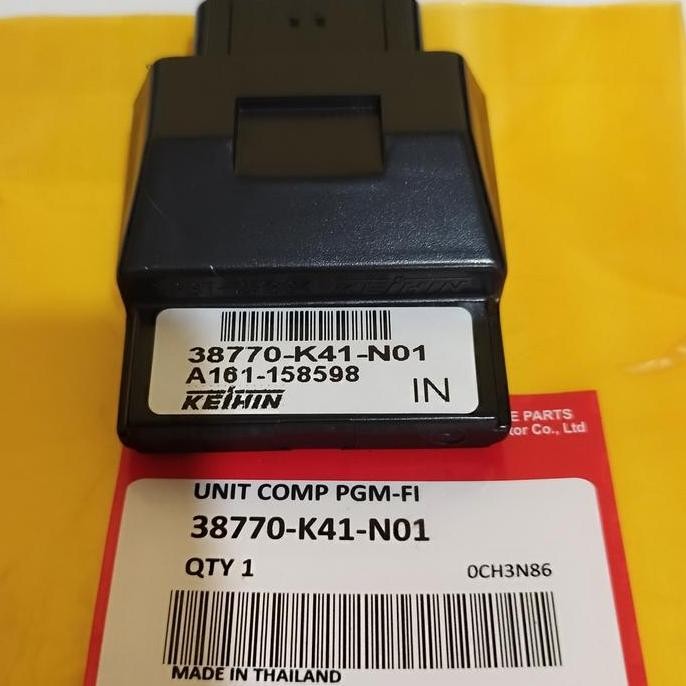 KEIHIN
38770-K41-N01
A161-158598
KEIHIN
IN
E PARTS
tor Co., Ltd
UNIT COMP PGM-FI
38770-K41-N01
QTY 1
0CH3N86
MADE IN THAILAND